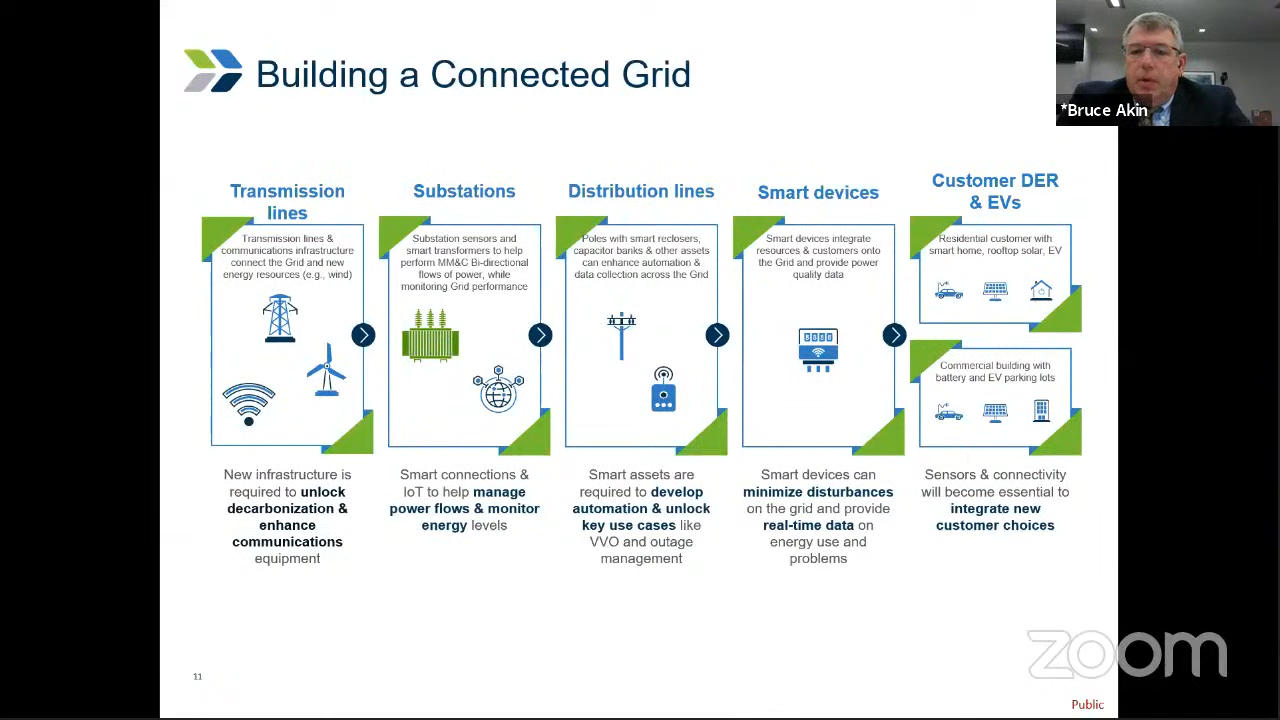 Building a Connected Grid
*Bruce Akin
Transmission
lines
Transmission lines &
communications infrastructure
connect the Grid and new
energy resources (e.g., wind)
New infrastructure is
required to unlock
decarbonization &
enhance
communications
equipment
Substations
Substation sensors and
smart transformers to help
perform MM&C Bi-directional
flows of power, while
monitoring Grid performance
Smart connections &
IoT to help manage
power flows & monitor
energy levels
Distribution lines
Poles with smart reclosers,
capacitor banks & other assets
can enhance automation &
data collection across the Grid
Smart assets are
required to develop
automation & unlock
key use cases like
VVO and outage
management
Smart devices
Smart devices integrate
resources & customers onto
the Grid and provide power
quality data
Smart devices can
minimize disturbances
on the grid and provide
real-time data on
energy use and
problems
Customer DER
& EVs
Residential customer with
smart home, rooftop solar, EV
Commercial building with
battery and EV parking lots
Sensors & connectivity
will become essential to
integrate new
customer choices
zoom
11
Public